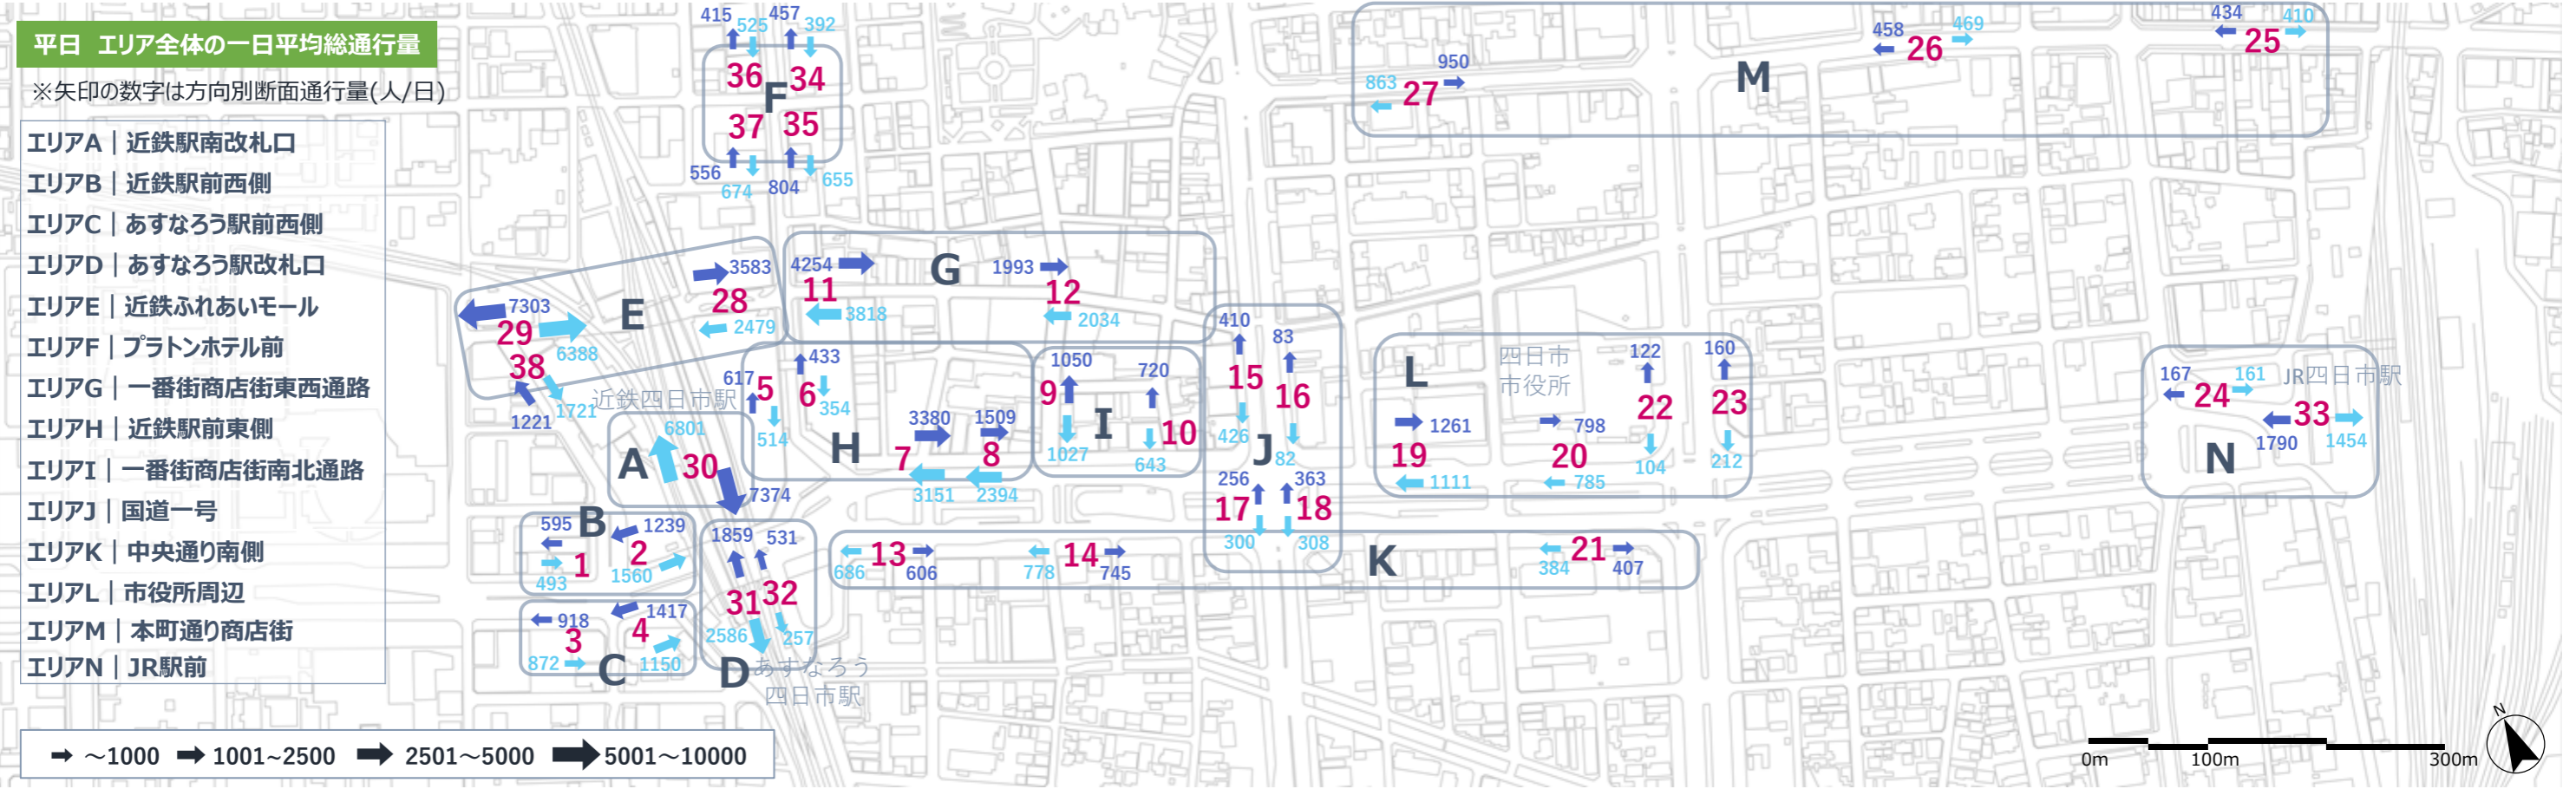 平日 エリア全体の一日平均総通行量
※矢印の数字は方向別断面通行量(人/日)
エリアA｜近鉄駅南改札口
エリアB｜近鉄駅前西側
エリアC｜あすなろう駅前西側
エリアD｜あすなろう駅改札口
エリアE｜近鉄ふれあいモール
エリアF｜プラトンホテル前
エリアG｜一番街商店街東西通路
エリアH｜近鉄駅前東側
エリアI｜一番街商店街南北通路
エリアJ｜国道一号
エリアK｜中央通り南側
エリアL｜市役所周辺
エリアM｜本町通り商店街
エリアN｜JR駅前
～1000 1001~2500 2501～5000 5001～10000
415 525 457 392
36 34
F
37 35
556 674 804 655
863 27 950
M
458 26 469
434 25 410
7303
29
6388
38
1221 1721
E
3583
28
2479
4254
11
3818
G
1993
12
2034
近鉄四日市駅
6801
A 30
7374
617 5
514
433
6
354
H
3380
7
3151
1509
8
2394
1050
9
1027
I
720
10
643
410
15
426
83
16
82
J
256
17
300
363
18
308
L
四日市
市役所
1261
19
1111
798
20
785
122
22
104
160
23
212
167 24 161
JR四日市駅
33
1790 1454
N
B
595
1
493
1239
2
1560
918
3
872
1417
4
1150
C
1859 531
31 32
2586 257
D
あすなろう
四日市駅
13
686 606
14
778 745
K
21
384 407
N
0m 100m 300m